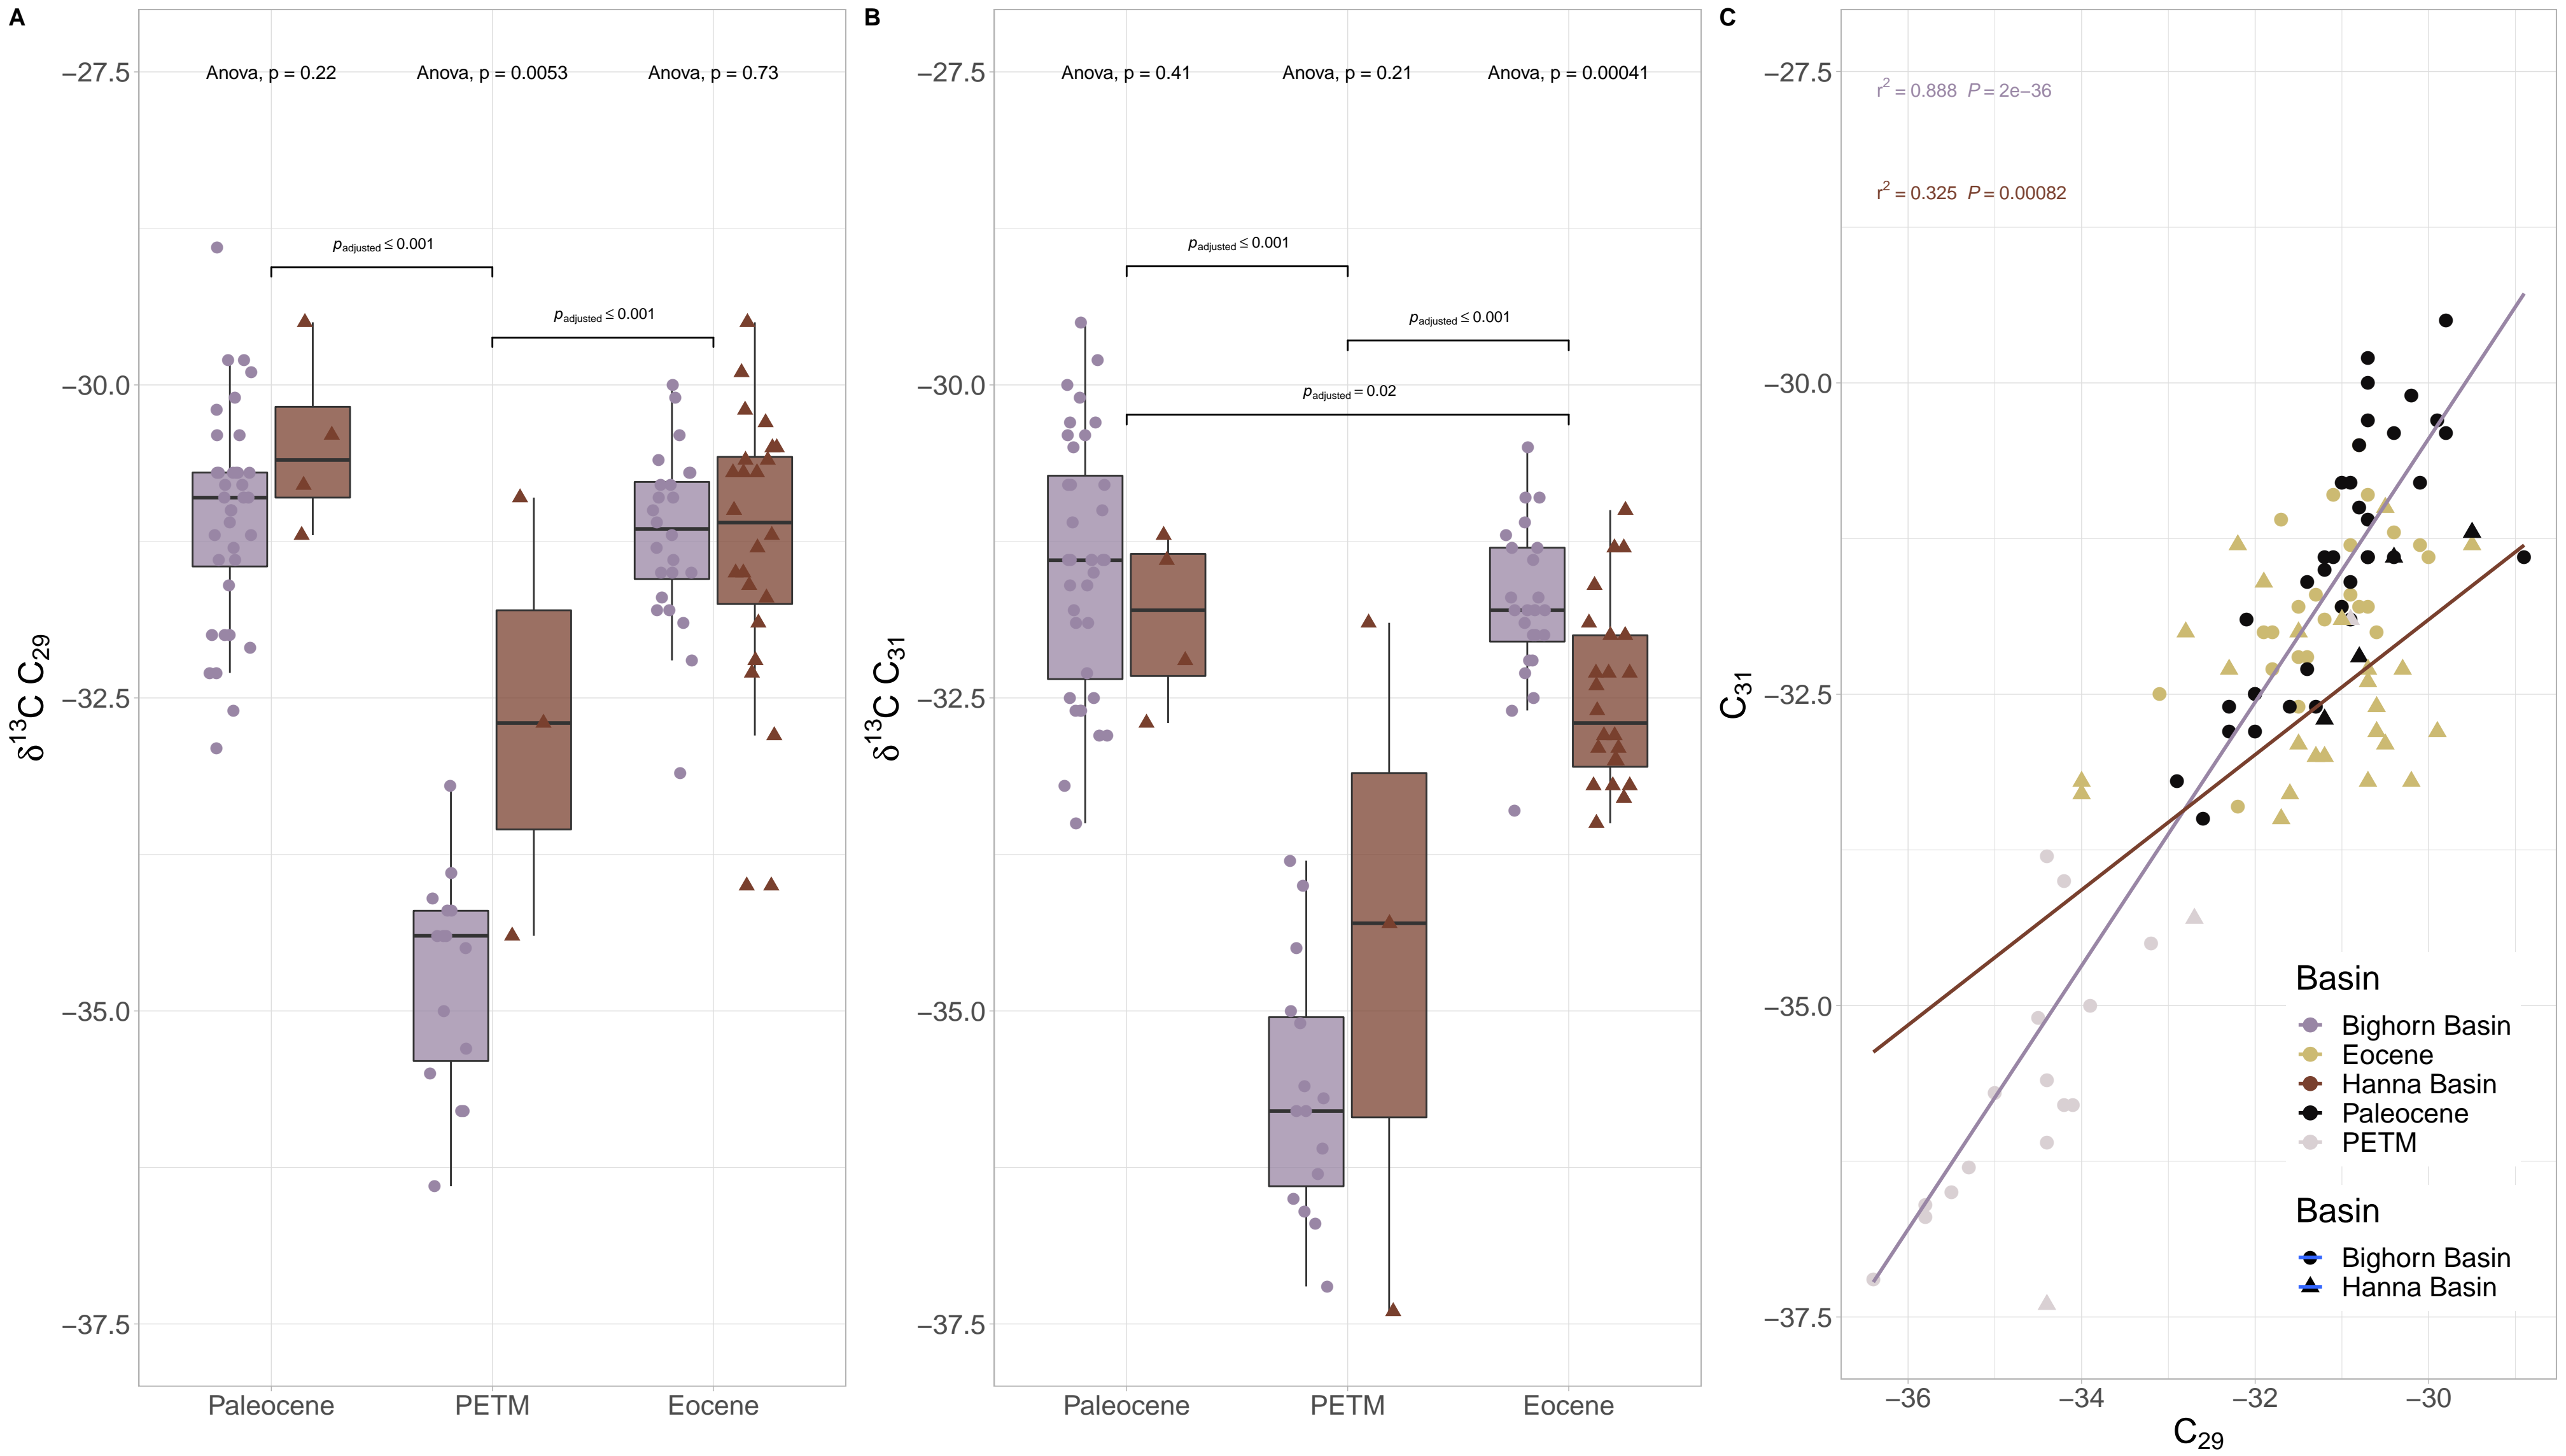 A
−27.5
−30.0
−32.5
−35.0
−37.5
δ13C C29
Anova, p = 0.22
Anova, p = 0.0053
Anova, p = 0.73
padjusted ≤ 0.001
padjusted ≤ 0.001
Paleocene
PETM
Eocene
B
−27.5
−30.0
−32.5
−35.0
−37.5
δ13C C31
Anova, p = 0.41
Anova, p = 0.21
Anova, p = 0.00041
padjusted ≤ 0.001
padjusted ≤ 0.001
padjusted = 0.02
Paleocene
PETM
Eocene
C
−27.5
−30.0
−32.5
−35.0
−37.5
C31
r2 = 0.888 P = 2e−36
r2 = 0.325 P = 0.00082
Basin
Bighorn Basin
Eocene
Hanna Basin
Paleocene
PETM
Basin
Bighorn Basin
Hanna Basin
−36
−34
−32
−30
C29